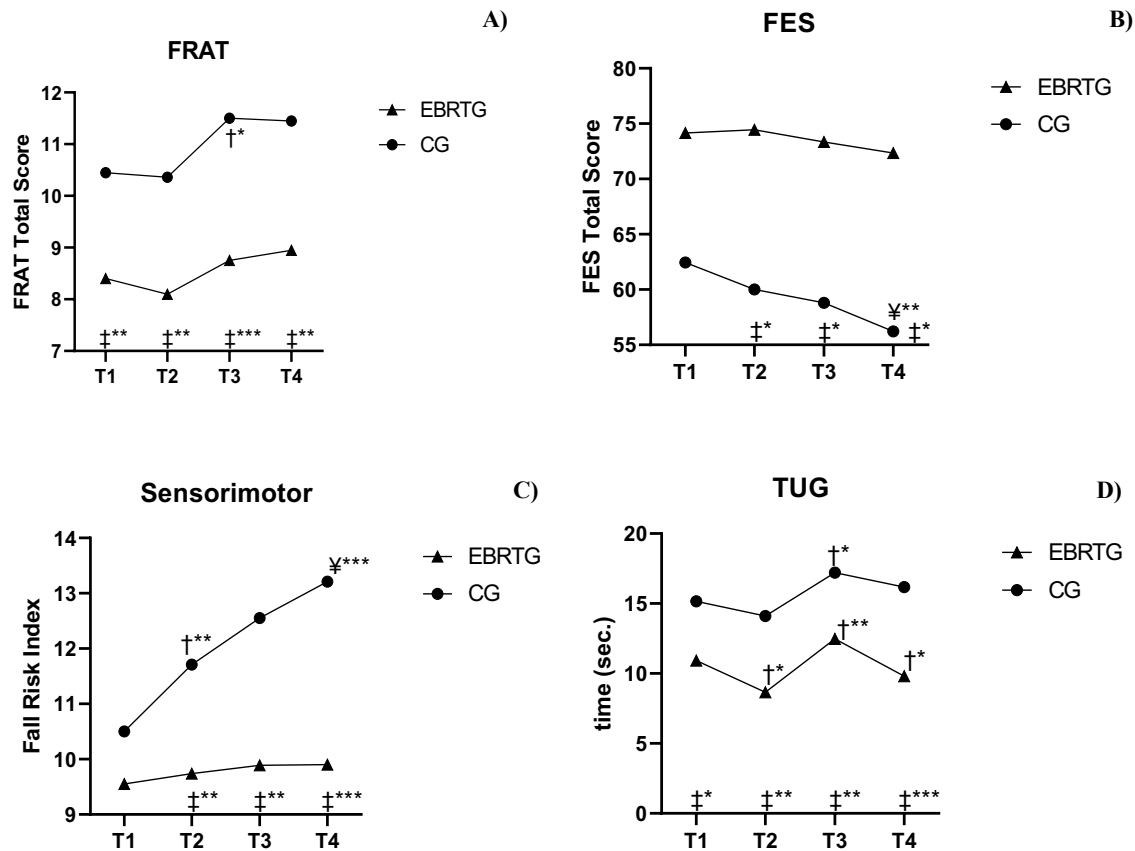 A)
FRAT
FRAT Total Score
12
11
10
9
8
7
EBRTG
CG
†*
‡**
‡**
‡***
‡**
T1
T2
T3
T4
B)
FES
FES Total Score
80
75
70
65
60
55
EBRTG
CG
¥**
‡*
‡*
‡*
T1
T2
T3
T4
C)
Sensorimotor
Fall Risk Index
14
13
12
11
10
9
EBRTG
CG
¥***
†**
‡**
‡**
‡***
T1
T2
T3
T4
D)
TUG
time (sec.)
20
15
10
5
0
EBRTG
CG
†*
†**
†*
†*
‡*
‡**
‡**
‡***
T1
T2
T3
T4